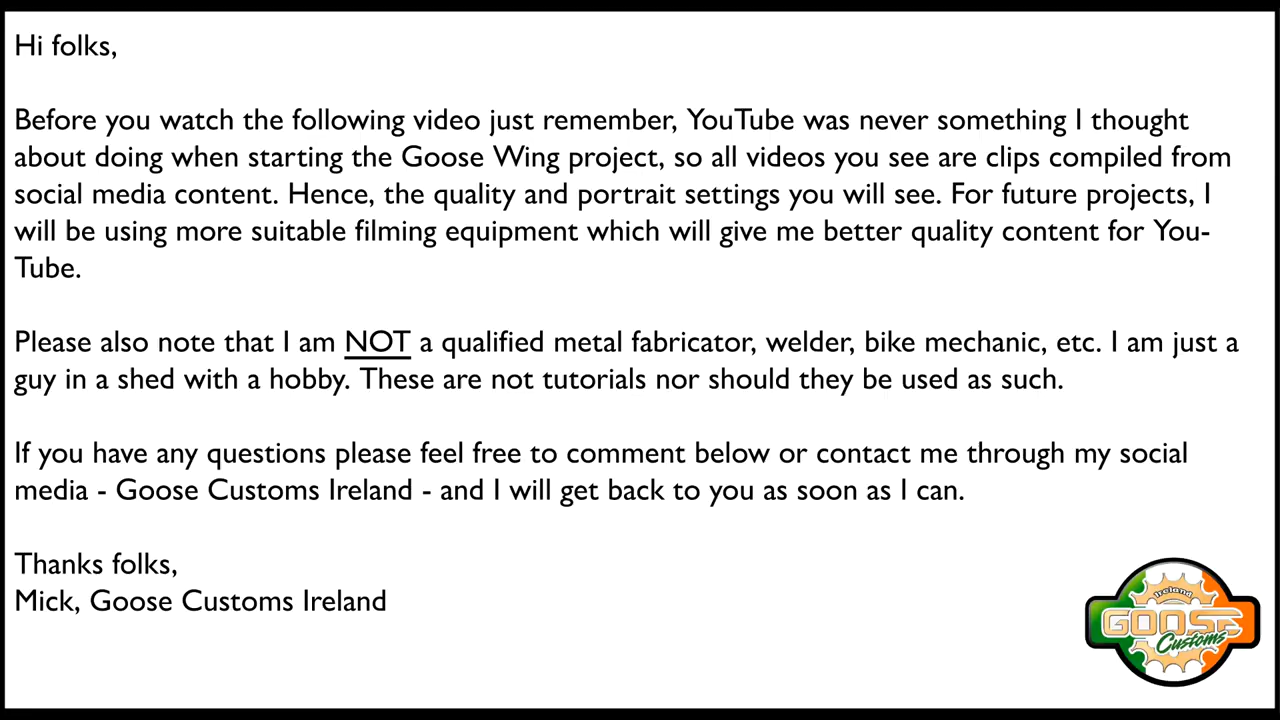 Hi folks,
Before you watch the following video just remember, YouTube was never something I thought
about doing when starting the Goose Wing project, so all videos you see are clips compiled from
social media content. Hence, the quality and portrait settings you will see. For future projects, I
will be using more suitable filming equipment which will give me better quality content for You-
Tube.
Please also note that I am NOT a qualified metal fabricator, welder, bike mechanic, etc. I am just a
guy in a shed with a hobby. These are not tutorials nor should they be used as such.
If you have any questions please feel free to comment below or contact me through my social
media - Goose Customs Ireland - and I will get back to you as soon as I can.
Thanks folks,
Mick, Goose Customs Ireland
Ireland
GOOSE
Customs